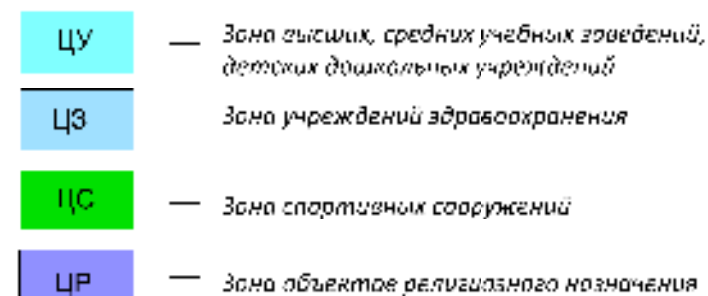 ЦУ — Зона высших, средних учебных заведений,
детских дошкольных учреждений
ЦЗ Зона учреждений здравоохранения
ЦС — Зона спортивных сооружений
ЦР — Зона объектов религиозного назначения